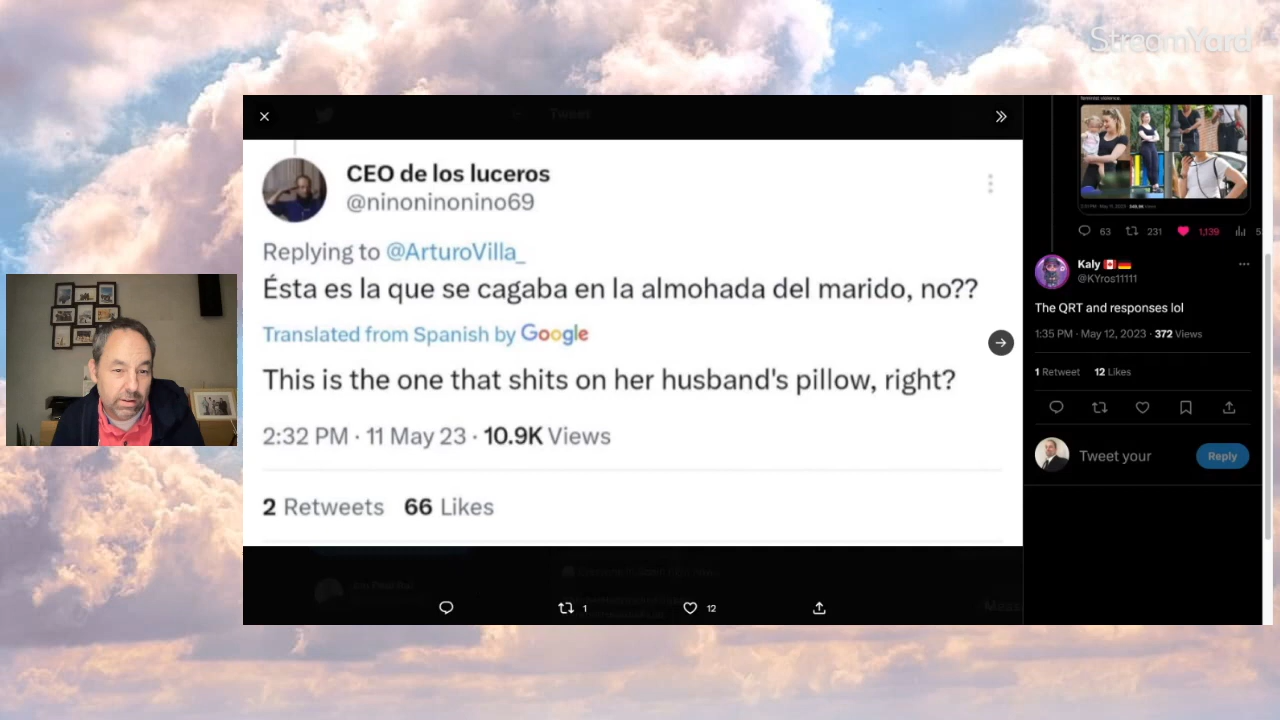 StreamYard
Tweet
CEO de los luceros
@ninoninonino69
Replying to @ArturoVilla_
Ésta es la que se cagaba en la almohada del marido, no??
Translated from Spanish by Google
This is the one that shits on her husband's pillow, right?
2:32 PM · 11 May 23 · 10.9K Views
2 Retweets 66 Likes
1 12
63 231 1,139
Kaly
@KYros11111
The QRT and responses lol
1:35 PM · May 12, 2023 · 372 Views
1 Retweet 12 Likes
Tweet your
Reply